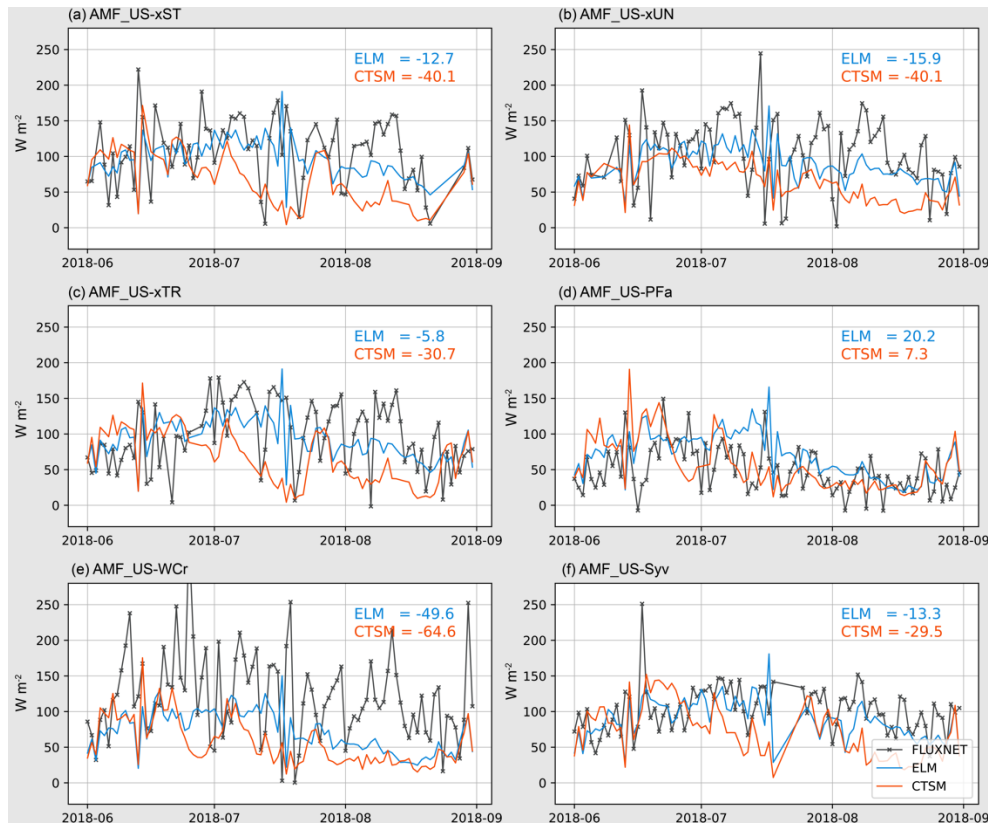 (a) AMF_US-xST
250
200
150
100
50
0
W m-2
ELM = -12.7
CTSM = -40.1
2018-06 2018-07 2018-08 2018-09
(b) AMF_US-xUN
250
200
150
100
50
0
W m-2
ELM = -15.9
CTSM = -40.1
2018-06 2018-07 2018-08 2018-09
(c) AMF_US-xTR
250
200
150
100
50
0
W m-2
ELM = -5.8
CTSM = -30.7
2018-06 2018-07 2018-08 2018-09
(d) AMF_US-PFa
250
200
150
100
50
0
W m-2
ELM = 20.2
CTSM = 7.3
2018-06 2018-07 2018-08 2018-09
(e) AMF_US-WCr
250
200
150
100
50
0
W m-2
ELM = -49.6
CTSM = -64.6
2018-06 2018-07 2018-08 2018-09
(f) AMF_US-Syv
250
200
150
100
50
0
W m-2
ELM = -13.3
CTSM = -29.5
FLUXNET
ELM
CTSM
2018-06 2018-07 2018-08 2018-09